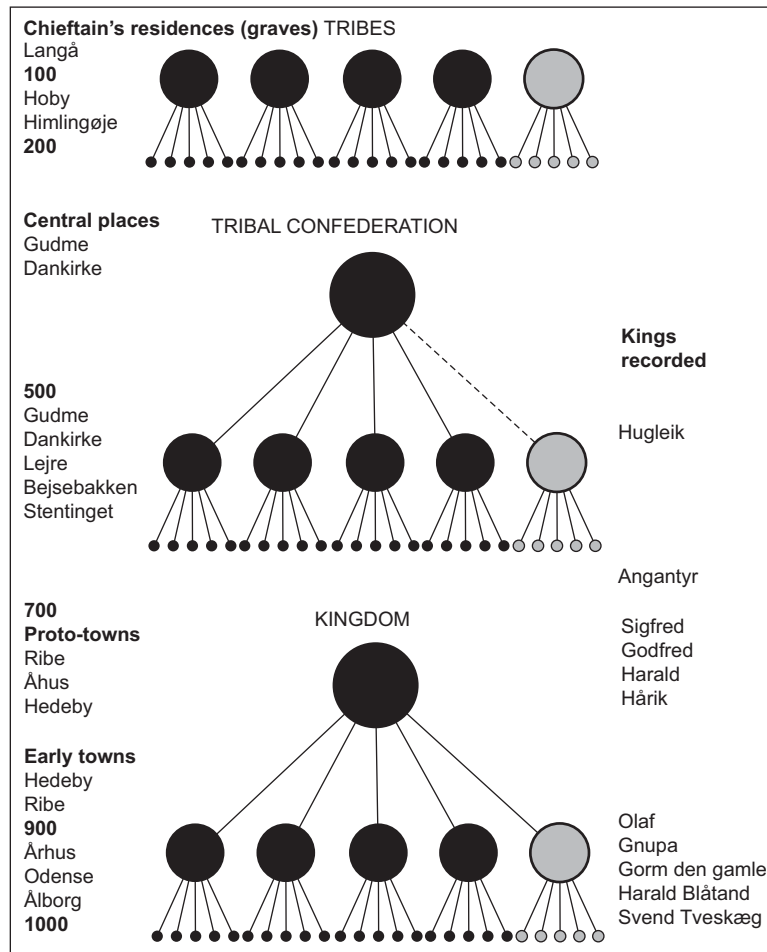 Chieftain's residences (graves) TRIBES
Langå
100
Hoby
Himlingøje
200
Central places
TRIBAL CONFEDERATION
Gudme
Dankirke
Kings
recorded
500
Gudme
Hugleik
Dankirke
Lejre
Bejsebakken
Stentinget
Angantyr
700
KINGDOM
Proto-towns
Sigfred
Ribe
Godfred
Åhus
Harald
Hedeby
Hårik
Early towns
Hedeby
Ribe
Olaf
900
Gnupa
Århus
Gorm den gamle
Odense
Harald Blåtand
Ålborg
Svend Tveskæg
1000